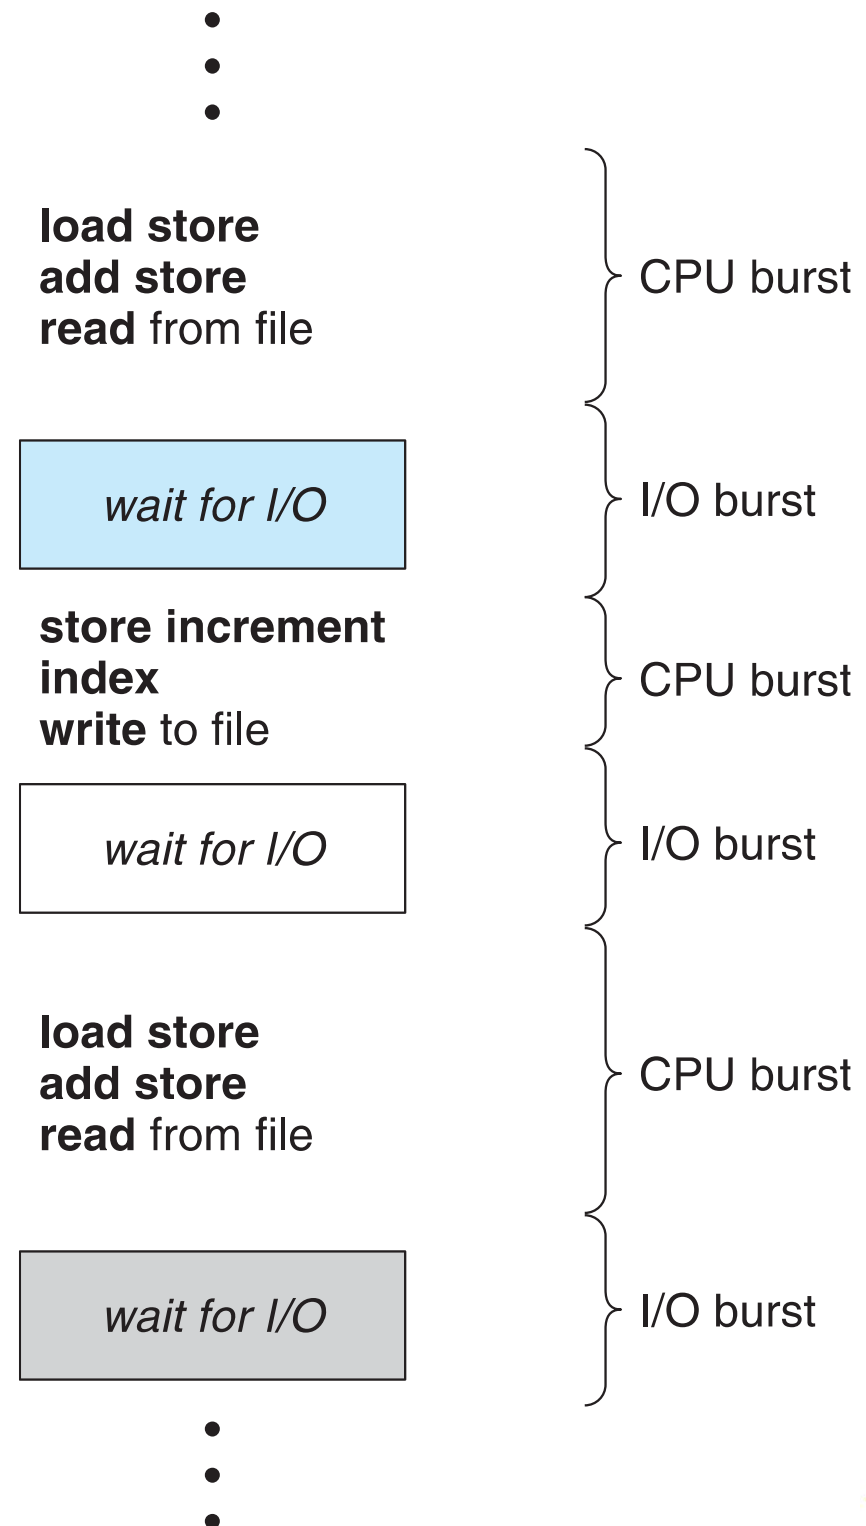 load store
add store
read from file
CPU burst
wait for I/O
I/O burst
store increment
index
write to file
CPU burst
wait for I/O
I/O burst
load store
add store
read from file
CPU burst
wait for I/O
I/O burst